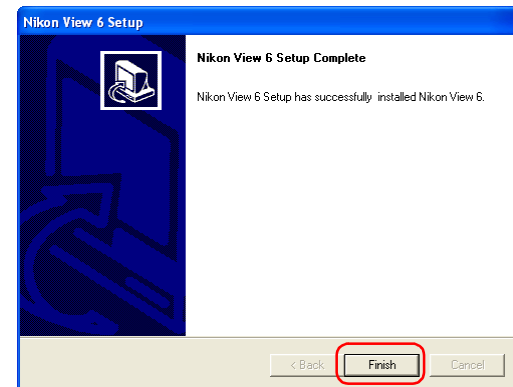 Nikon View 6 Setup
Nikon View 6 Setup Complete
Nikon View 6 Setup has successfully installed Nikon View 6.
< Back
Finish
Cancel